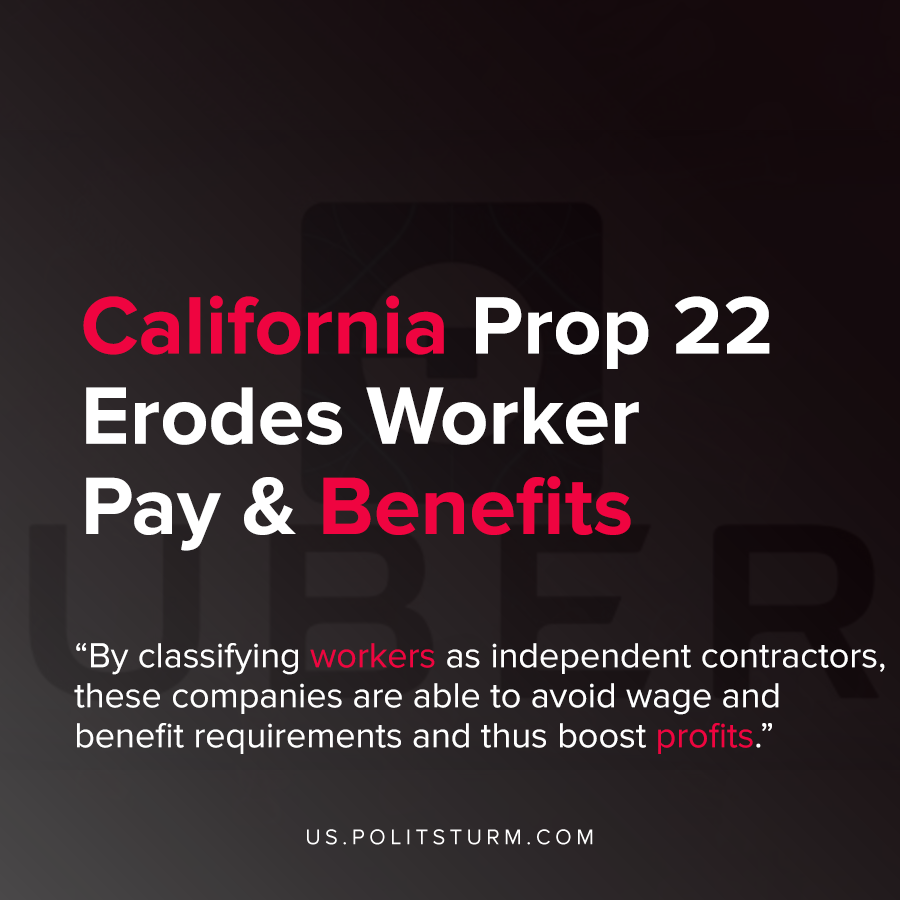 California Prop 22
Erodes Worker
Pay & Benefits
UBER
“By classifying workers as independent contractors,
these companies are able to avoid wage and
benefit requirements and thus boost profits.”
US.POLITSTURM.COM